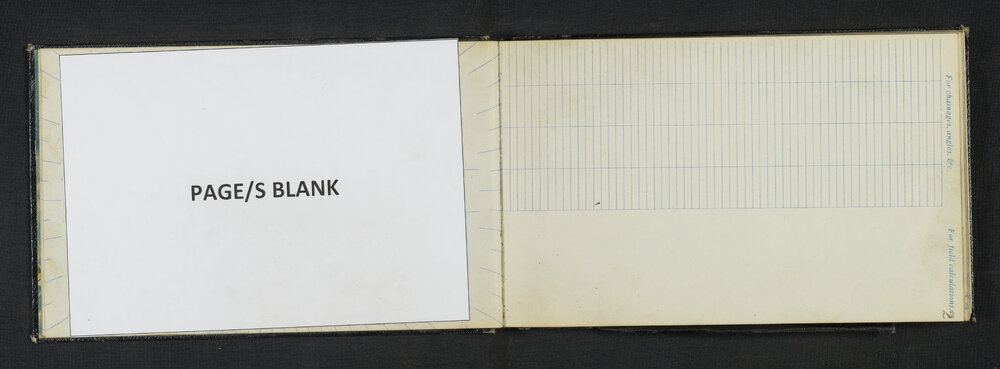 PAGE/S BLANK
For chainages, angles, &c.
For field calculations.
2